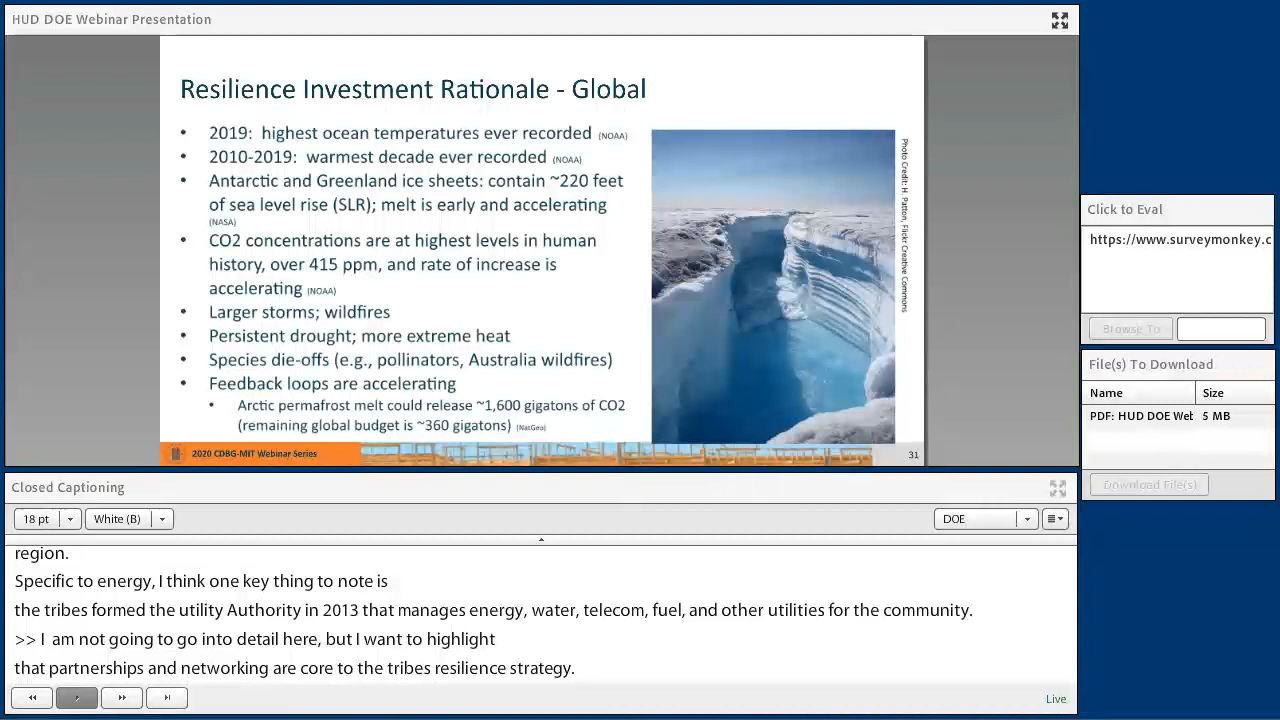 HUD DOE Webinar Presentation
Resilience Investment Rationale - Global
• 2019: highest ocean temperatures ever recorded (NOAA)
• 2010-2019: warmest decade ever recorded (NOAA)
• Antarctic and Greenland ice sheets: contain ~220 feet
of sea level rise (SLR); melt is early and accelerating
(NASA)
• CO2 concentrations are at highest levels in human
history, over 415 ppm, and rate of increase is
accelerating (NOAA)
• Larger storms; wildfires
• Persistent drought; more extreme heat
• Species die-offs (e.g., pollinators, Australia wildfires)
• Feedback loops are accelerating
• Arctic permafrost melt could release ~1,600 gigatons of CO2
(remaining global budget is ~360 gigatons) (NatGeo)
Photo Credit: H. Patton, Flickr Creative Commons
2020 CDBG-MIT Webinar Series
31
Click to Eval
https://www.surveymonkey.c
Browse To
File(s) To Download
Name Size
PDF: HUD DOE Wet 5 MB
Download File(s)
Closed Captioning
18 pt White (B) DOE
region.
Specific to energy, I think one key thing to note is
the tribes formed the utility Authority in 2013 that manages energy, water, telecom, fuel, and other utilities for the community.
>> I am not going to go into detail here, but I want to highlight
that partnerships and networking are core to the tribes resilience strategy.
Live